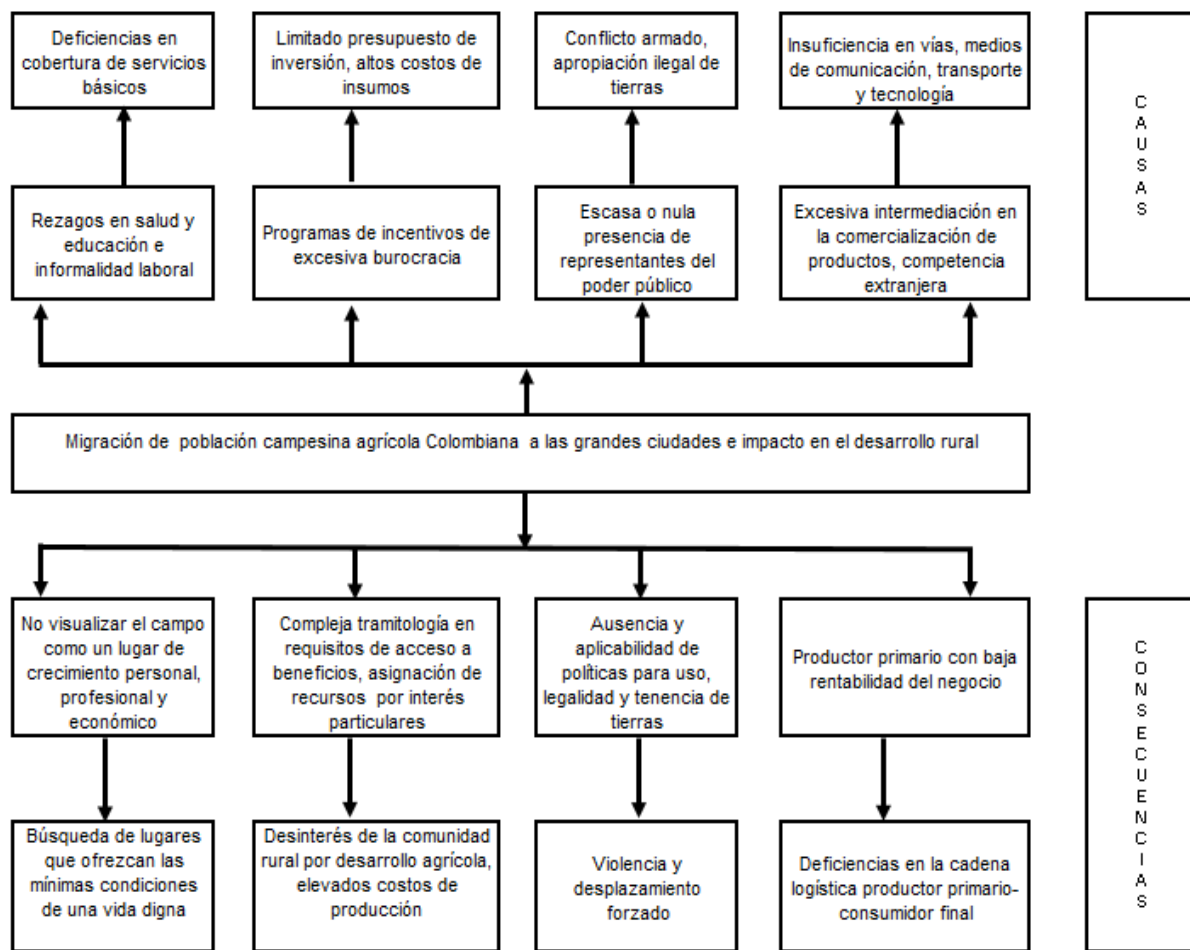 Deficiencias en
cobertura de servicios
básicos
Limitado presupuesto de
inversión, altos costos de
insumos
Conflicto armado,
apropiación ilegal de
tierras
Insuficiencia en vías, medios
de comunicación, transporte
y tecnología
CAUSAS
Rezagos en salud y
educación e
informalidad laboral
Programas de incentivos de
excesiva burocracia
Escasa o nula
presencia de
representantes del
poder público
Excesiva intermediación en
la comercialización de
productos, competencia
extranjera
Migración de población campesina agrícola Colombiana a las grandes ciudades e impacto en el desarrollo rural
No visualizar el campo
como un lugar de
crecimiento personal,
profesional y
económico
Compleja tramitología en
requisitos de acceso a
beneficios, asignación de
recursos por interés
particulares
Ausencia y
aplicabilidad de
políticas para uso,
legalidad y tenencia de
tierras
Productor primario con baja
rentabilidad del negocio
CONSECUENCIAS
Búsqueda de lugares
que ofrezcan las
mínimas condiciones
de una vida digna
Desinterés de la comunidad
rural por desarrollo agrícola,
elevados costos de
producción
Violencia y
desplazamiento
forzado
Deficiencias en la cadena
logística productor primario-
consumidor final